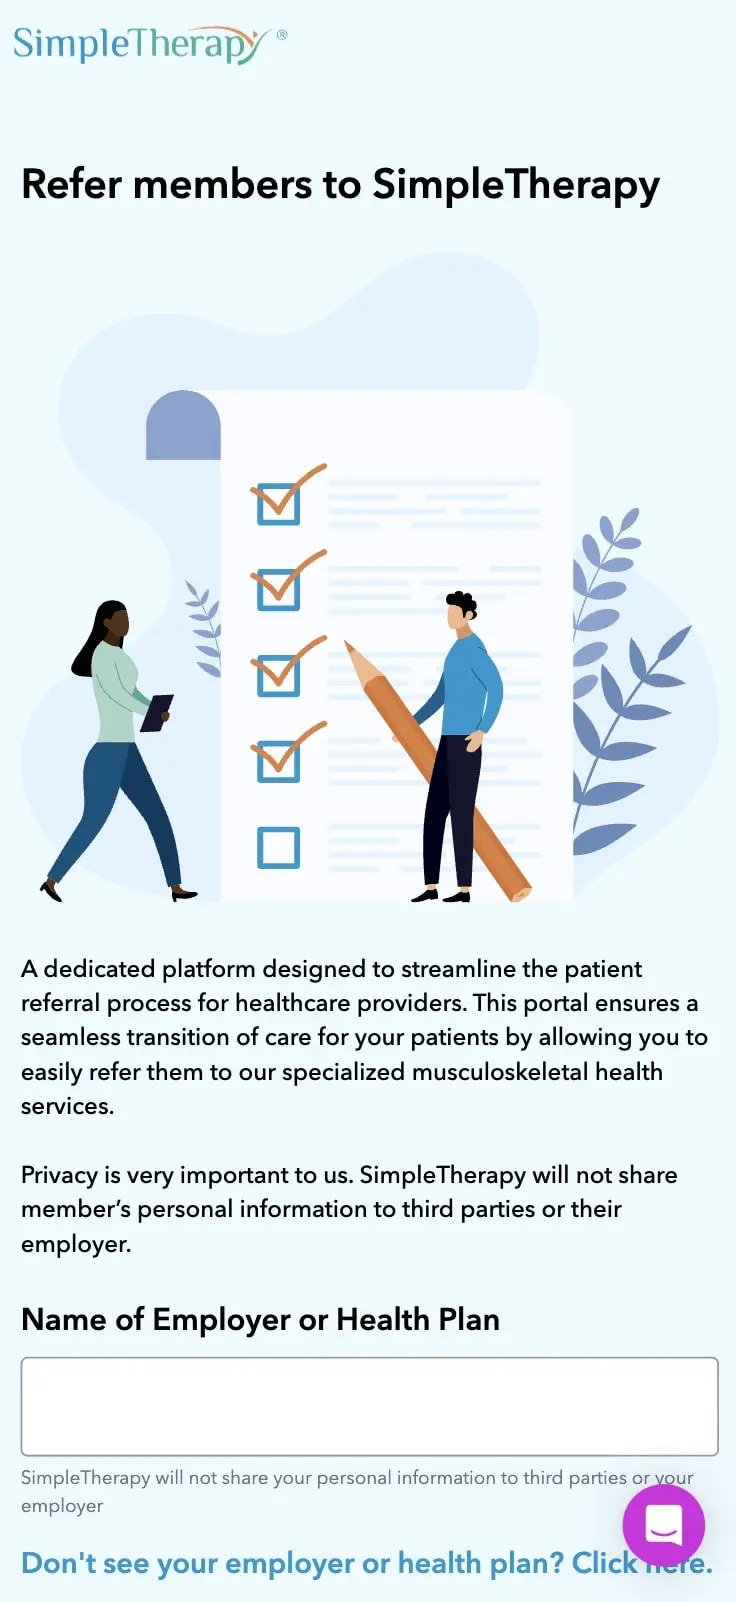 SimpleTherapy ®
Refer members to SimpleTherapy
A dedicated platform designed to streamline the patient
referral process for healthcare providers. This portal ensures a
seamless transition of care for your patients by allowing you to
easily refer them to our specialized musculoskeletal health
services.
Privacy is very important to us. SimpleTherapy will not share
member’s personal information to third parties or their
employer.
Name of Employer or Health Plan
SimpleTherapy will not share your personal information to third parties or your
employer
Don't see your employer or health plan? Click here.